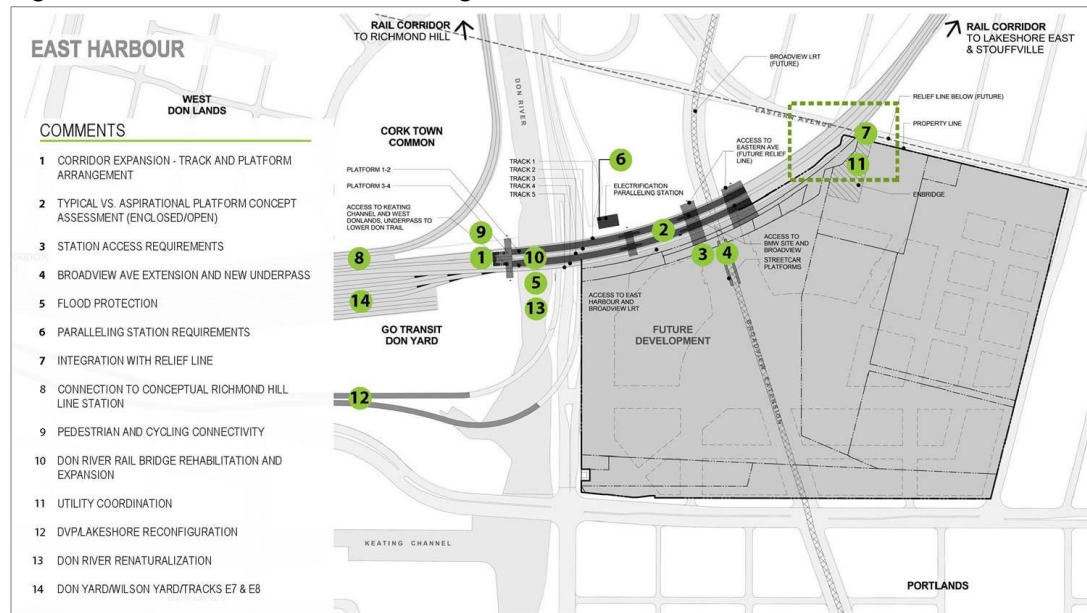 EAST HARBOUR
RAIL CORRIDOR
TO RICHMOND HILL
RAIL CORRIDOR
TO LAKESHORE EAST
& STOUFFVILLE
WEST
DON LANDS
COMMENTS
1 CORRIDOR EXPANSION - TRACK AND PLATFORM
ARRANGEMENT
2 TYPICAL VS. ASPIRATIONAL PLATFORM CONCEPT
ASSESSMENT (ENCLOSED/OPEN)
3 STATION ACCESS REQUIREMENTS
4 BROADVIEW AVE EXTENSION AND NEW UNDERPASS
5 FLOOD PROTECTION
6 PARALLELING STATION REQUIREMENTS
7 INTEGRATION WITH RELIEF LINE
8 CONNECTION TO CONCEPTUAL RICHMOND HILL
LINE STATION
9 PEDESTRIAN AND CYCLING CONNECTIVITY
10 DON RIVER RAIL BRIDGE REHABILITATION AND
EXPANSION
11 UTILITY COORDINATION
12 DVP/LAKESHORE RECONFIGURATION
13 DON RIVER RENATURALIZATION
14 DON YARD/WILSON YARD/TRACKS E7 & E8
CORK TOWN
COMMON
DON RIVER
PLATFORM 1-2
PLATFORM 3-4
ACCESS TO KEATING
CHANNEL AND WEST
DONLANDS, UNDERPASS TO
LOWER DON TRAIL
TRACK 1
TRACK 2
TRACK 3
TRACK 4
TRACK 5
6
ELECTRIFICATION
PARALLELING STATION
BROADVIEW LRT
(FUTURE)
EASTERN AVENUE
ACCESS TO
EASTERN AVE
(FUTURE RELIEF
LINE)
RELIEF LINE BELOW (FUTURE)
PROPERTY LINE
7
11
ENBRIDGE
9
2
8
1
10
3
4
ACCESS TO
BMW SITE AND
BROADVIEW
STREETCAR
PLATFORMS
5
14
13
ACCESS TO EAST
HARBOUR AND
BROADVIEW LRT
GO TRANSIT
DON YARD
FUTURE
DEVELOPMENT
BROADVIEW EXTENSION
12
KEATING CHANNEL
PORTLANDS